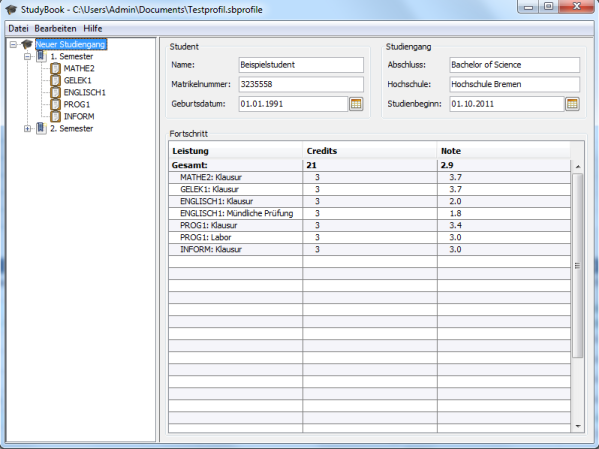 StudyBook - C:\Users\Admin\Documents\Testprofil.sbprofile
Datei Bearbeiten Hilfe
Neuer Studiengang
1. Semester
MATHE2
GELEK1
ENGLISCH1
PROG1
INFORM
2. Semester
Student
Name: Beispielstudent
Matrikelnummer: 3235558
Geburtsdatum: 01.01.1991
Studiengang
Abschluss: Bachelor of Science
Hochschule: Hochschule Bremen
Studienbeginn: 01.10.2011
Fortschritt
Leistung Credits Note
Gesamt: 21 2.9
MATHE2: Klausur 3 3.7
GELEK1: Klausur 3 3.7
ENGLISCH1: Klausur 3 2.0
ENGLISCH1: Mündliche Prüfung 3 1.8
PROG1: Klausur 3 3.4
PROG1: Labor 3 3.0
INFORM: Klausur 3 3.0